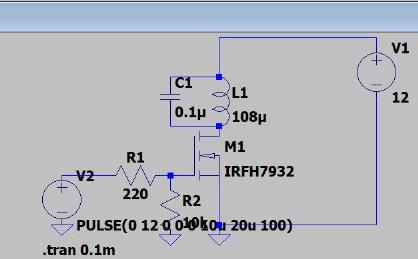 V1
C1
L1
0.1µ
108µ
12
M1
R1
IRFH7932
V2
220
R2
10k
PULSE(0 12 0 0 0 10u 20u 100)
.tran 0.1m